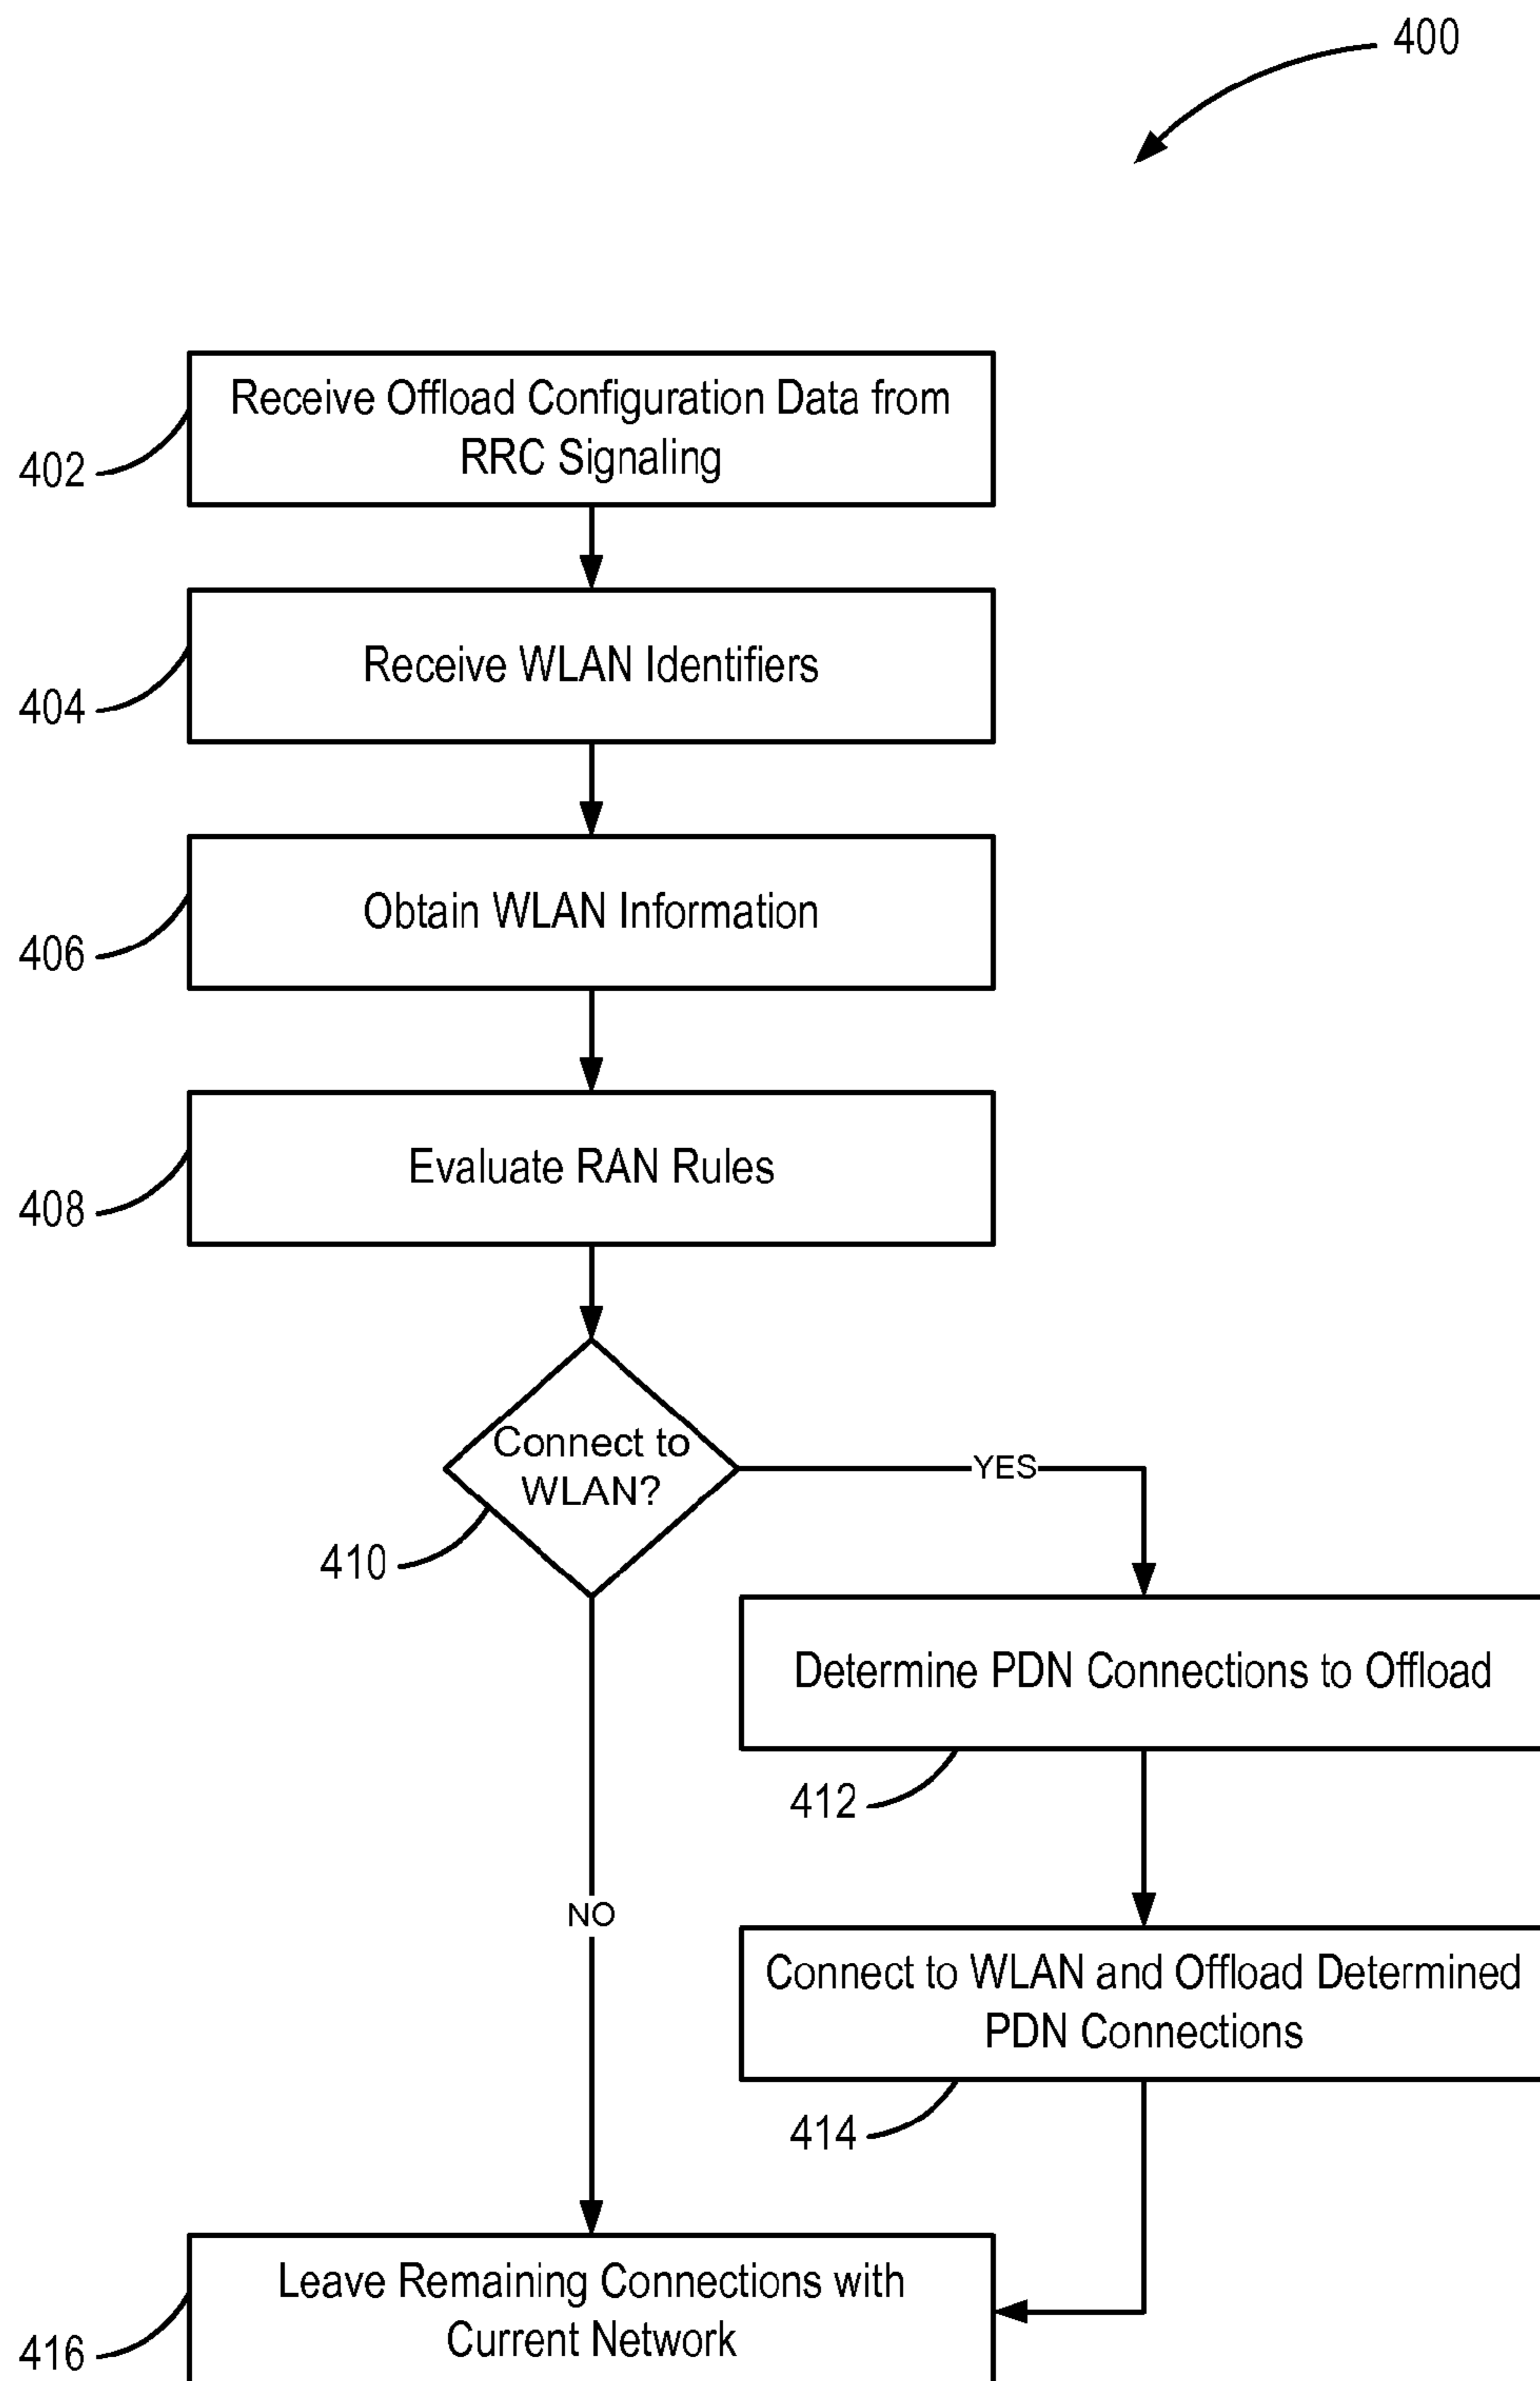 400
Receive Offload Configuration Data from
RRC Signaling
402
Receive WLAN Identifiers
404
Obtain WLAN Information
406
Evaluate RAN Rules
408
Connect to
WLAN?
YES
410
Determine PDN Connections to Offload
412
NO
Connect to WLAN and Offload Determined
PDN Connections
414
Leave Remaining Connections with
Current Network
416